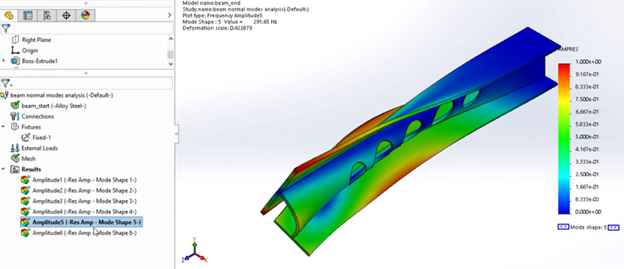 Model name:beam_end
Study name:beam normal modes analysis(-Default-)
Plot type: Frequency Amplitude5
Mode Shape : 5 Value = 291.65 Hz
Deformation scale: 0.422079
Right Plane
Origin
Boss-Extrude1
beam normal modes analysis (-Default-)
beam_start (-Alloy Steel-)
Connections
Fixtures
Fixed-1
External Loads
Mesh
Results
Amplitude1 (-Res Amp - Mode Shape 1-)
Amplitude2 (-Res Amp - Mode Shape 2-)
Amplitude3 (-Res Amp - Mode Shape 3-)
Amplitude4 (-Res Amp - Mode Shape 4-)
Amplitude5 (-Res Amp - Mode Shape 5-)
Amplitude6 (-Res Amp - Mode Shape 6-)
AMPRES
1.000e+00
9.167e-01
8.333e-01
7.500e-01
6.667e-01
5.833e-01
5.000e-01
4.167e-01
3.333e-01
2.500e-01
1.667e-01
8.333e-02
0.000e+00
Mode shape: 5